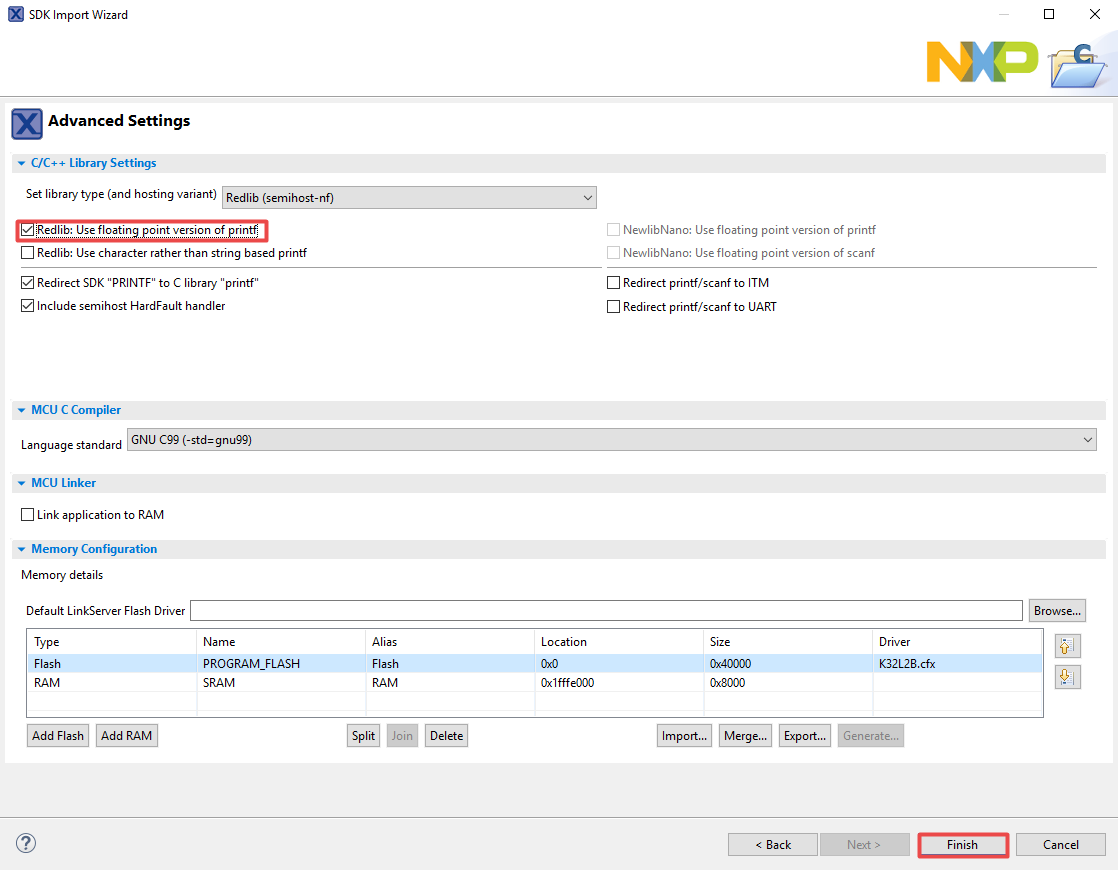 SDK Import Wizard
NXP
Advanced Settings
C/C++ Library Settings
Set library type (and hosting variant) Redlib (semihost-nf)
Redlib: Use floating point version of printf NewlibNano: Use floating point version of printf
Redlib: Use character rather than string based printf NewlibNano: Use floating point version of scanf
Redirect SDK "PRINTF" to C library "printf" Redirect printf/scanf to ITM
Include semihost HardFault handler Redirect printf/scanf to UART
MCU C Compiler
Language standard GNU C99 (-std=gnu99)
MCU Linker
Link application to RAM
Memory Configuration
Memory details
Default LinkServer Flash Driver Browse...
Type Name Alias Location Size Driver
Flash PROGRAM_FLASH Flash 0x0 0x40000 K32L2B.cfx
RAM SRAM RAM 0x1fffe000 0x8000
Add Flash Add RAM Split Join Delete Import... Merge... Export... Generate...
? < Back Next > Finish Cancel